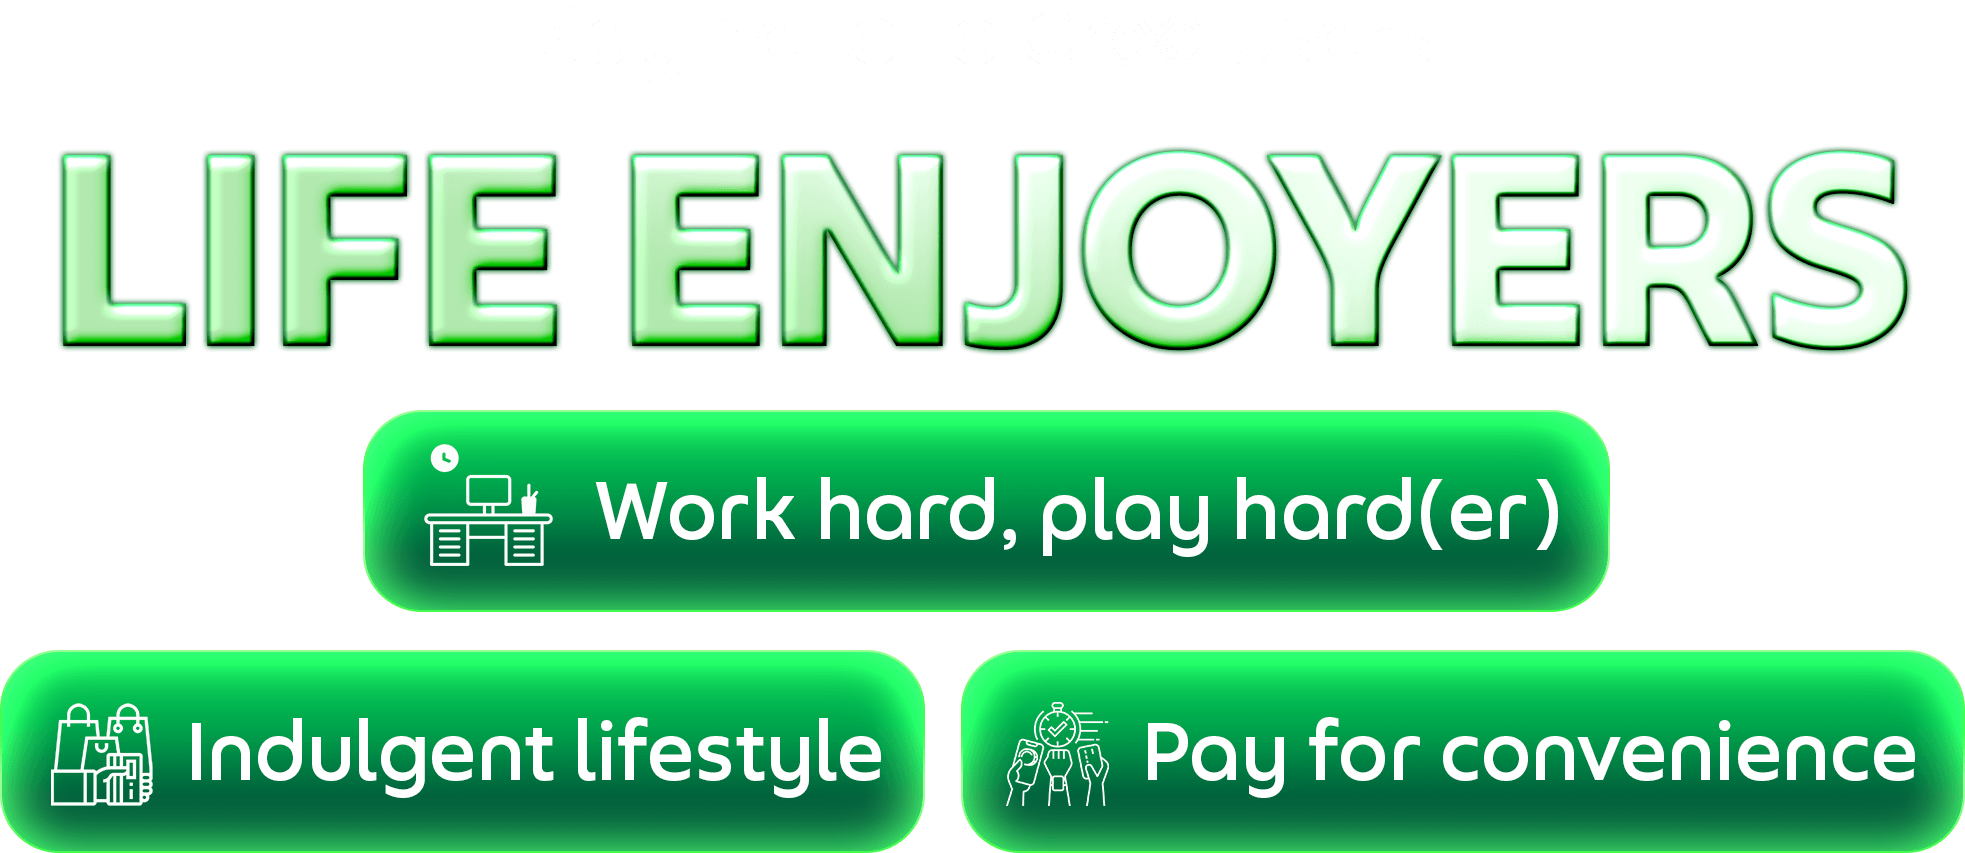 LIFE ENJOYERS
Work hard, play hard(er)
Indulgent lifestyle
Pay for convenience